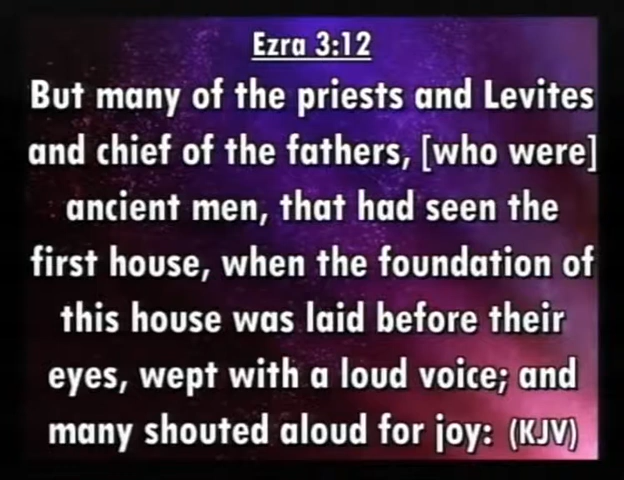 Ezra 3:12
But many of the priests and Levites
and chief of the fathers, [who were]
ancient men, that had seen the
first house, when the foundation of
this house was laid before their
eyes, wept with a loud voice; and
many shouted aloud for joy: (KJV)